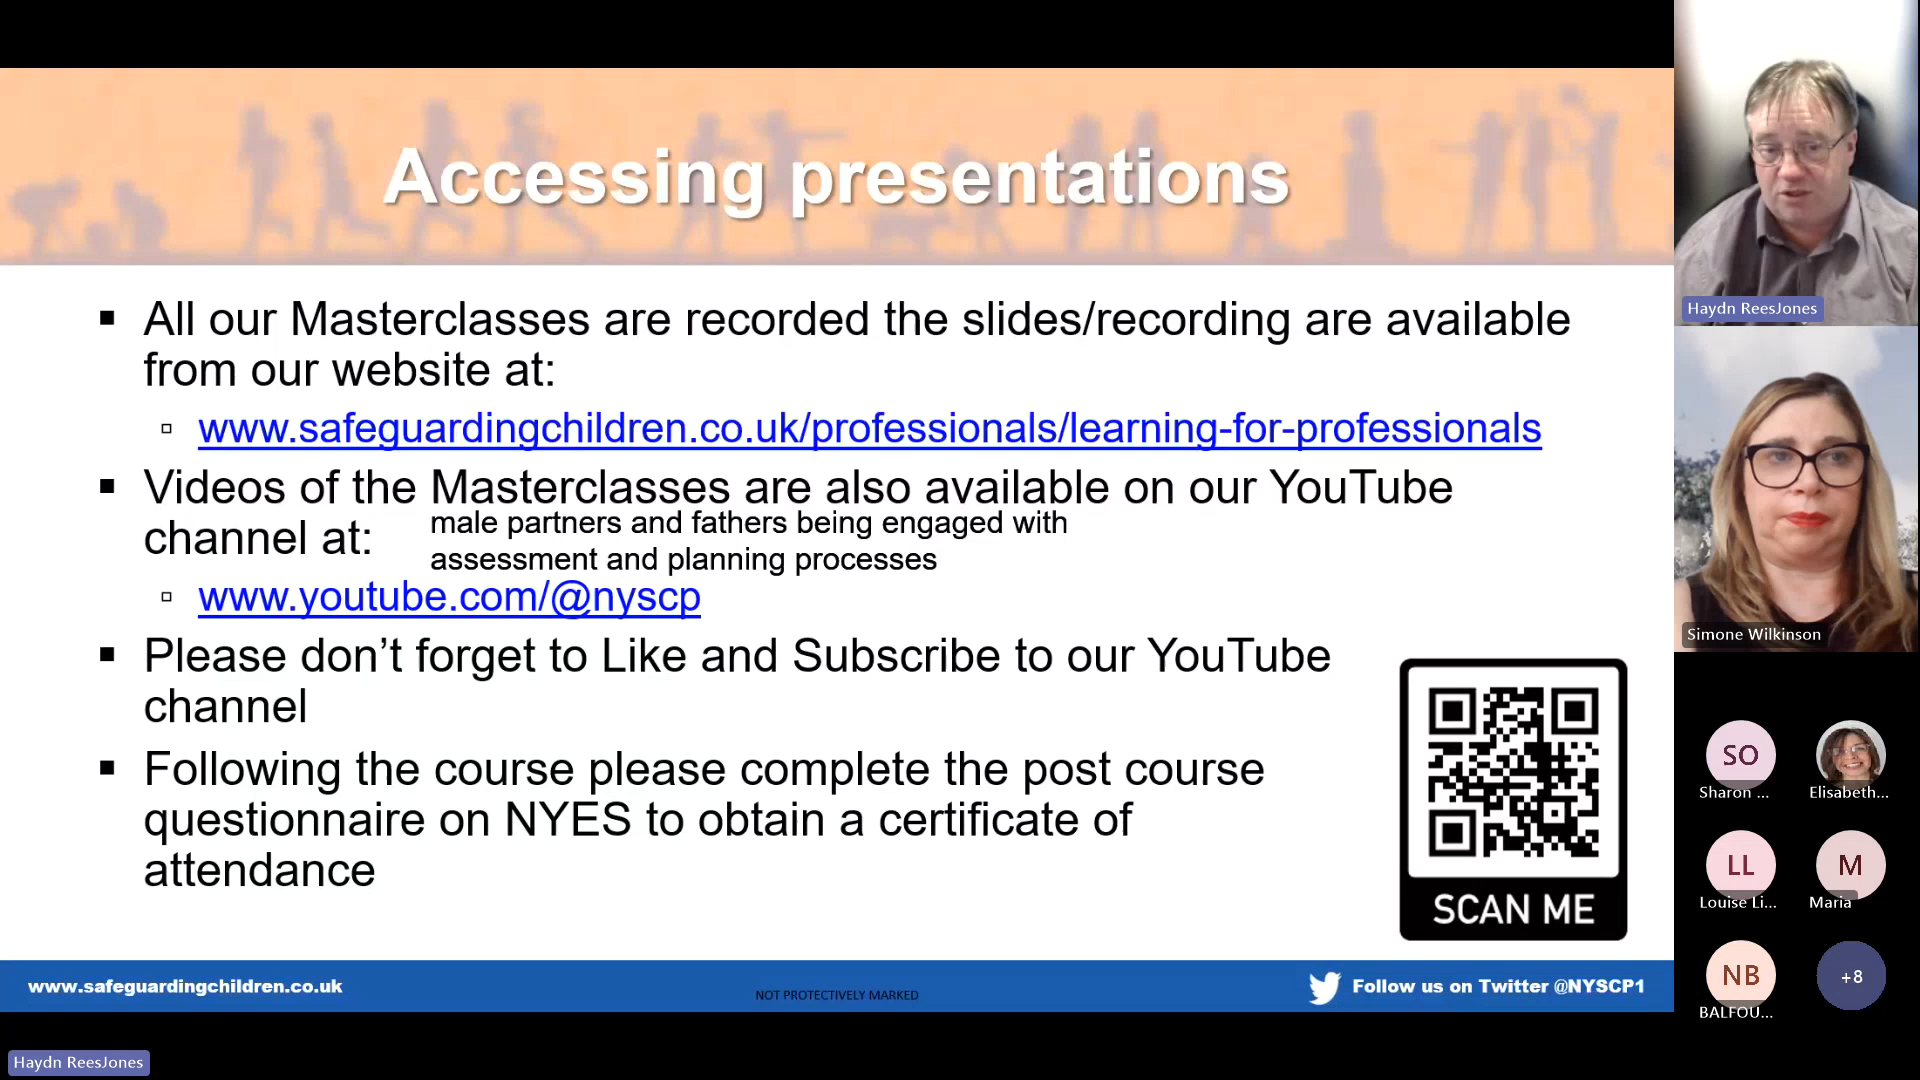 Accessing presentations
All our Masterclasses are recorded the slides/recording are available
from our website at:
www.safeguardingchildren.co.uk/professionals/learning-for-professionals
Videos of the Masterclasses are also available on our YouTube
channel at:
male partners and fathers being engaged with
assessment and planning processes
www.youtube.com/@nyscp
Please don’t forget to Like and Subscribe to our YouTube
channel
Following the course please complete the post course
questionnaire on NYES to obtain a certificate of
attendance
SCAN ME
www.safeguardingchildren.co.uk
NOT PROTECTIVELY MARKED
Follow us on Twitter @NYSCP1
Haydn ReesJones
Haydn ReesJones
Simone Wilkinson
SO
Sharon ...
Elisabeth...
LL
Louise Li...
M
Maria
NB
BALFOU...
+8